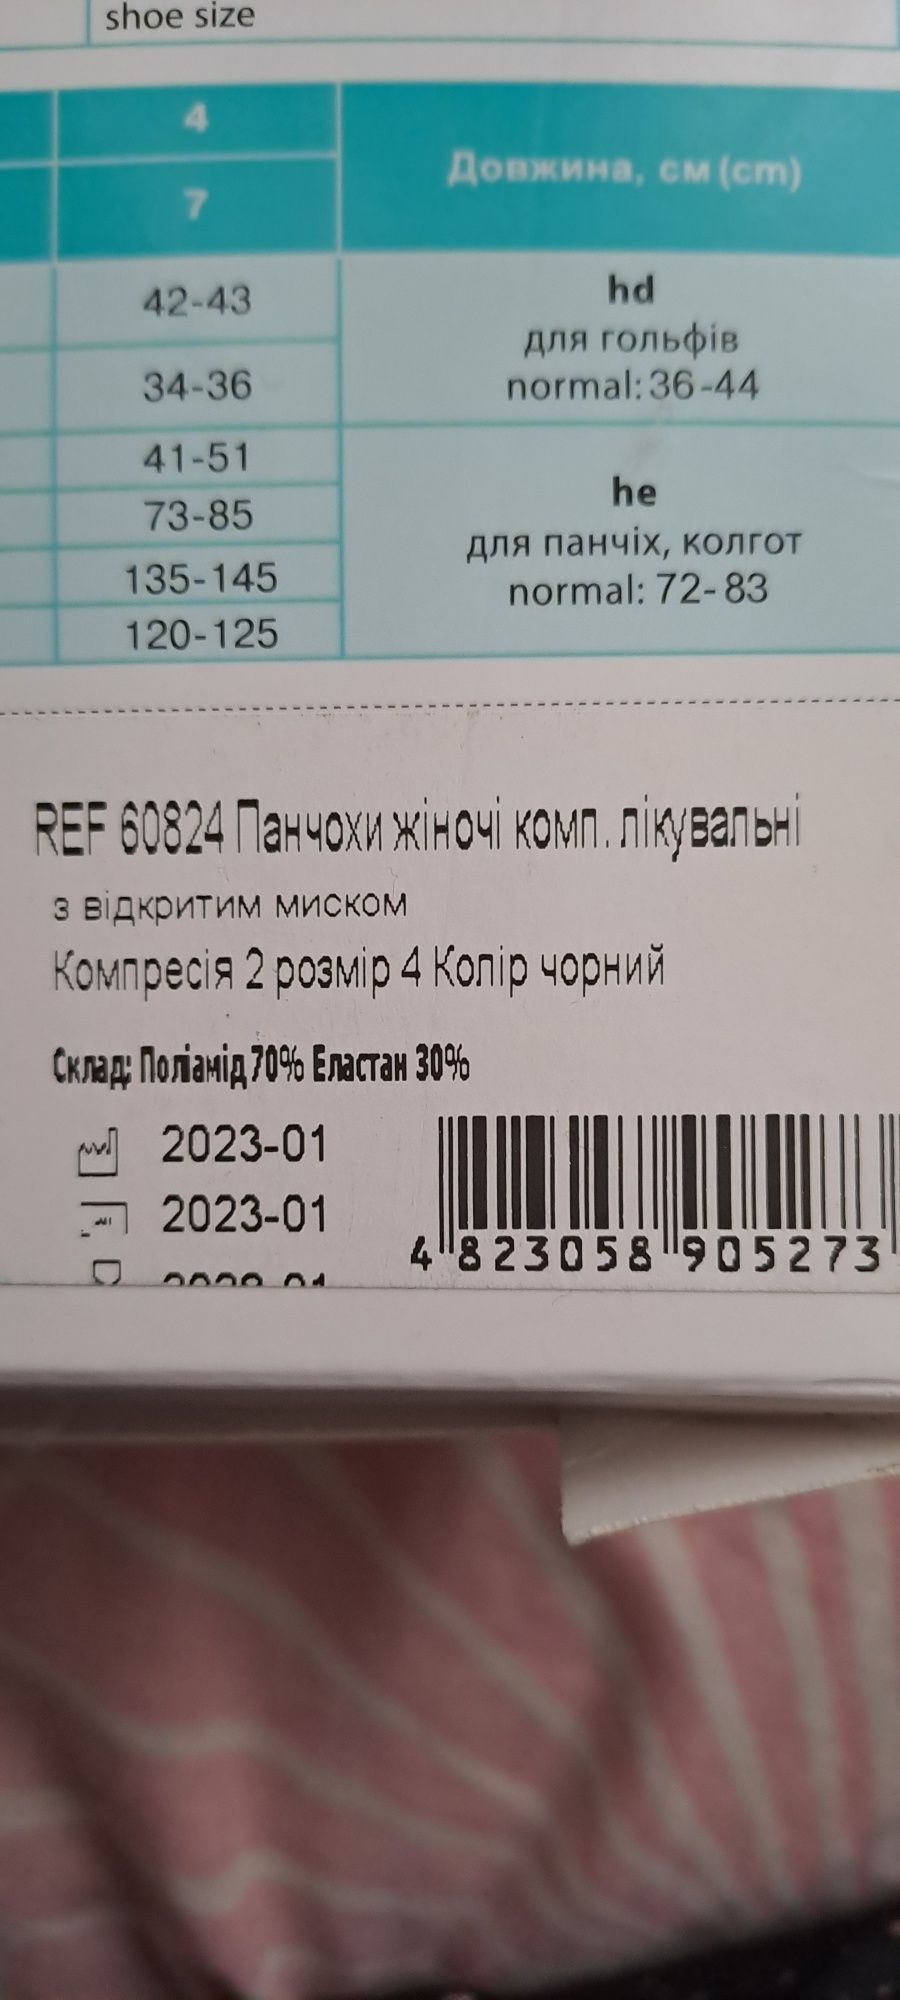 shoe size
4
Довжина, см (cm)
7
42-43
34-36
41-51
73-85
135-145
120-125
hd
для гольфів
normal: 36-44
he
для панчіх, колгот
normal: 72-83
REF 60824 Панчохи жіночі комп. лікувальні
з відкритим миском
Компресія 2 розмір 4 Колір чорний
Склад: Поліамід 70% Еластан 30%
2023-01
2023-01
4 823058 905273